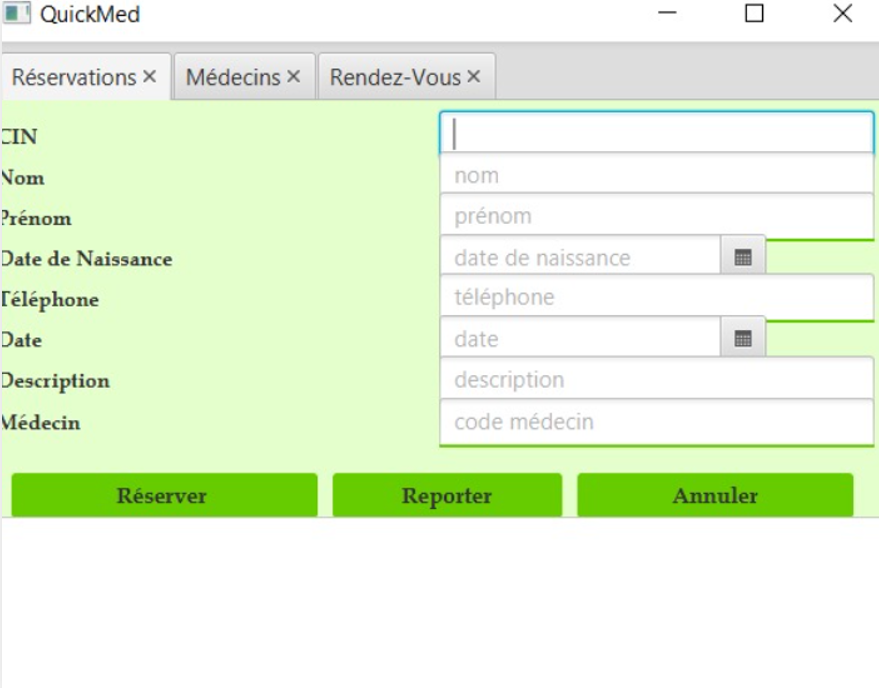 QuickMed
Réservations × Médecins × Rendez-Vous ×
CIN
Nom nom
Prénom prénom
Date de Naissance date de naissance
Téléphone téléphone
Date date
Description description
Médecin code médecin
Réserver Reporter Annuler